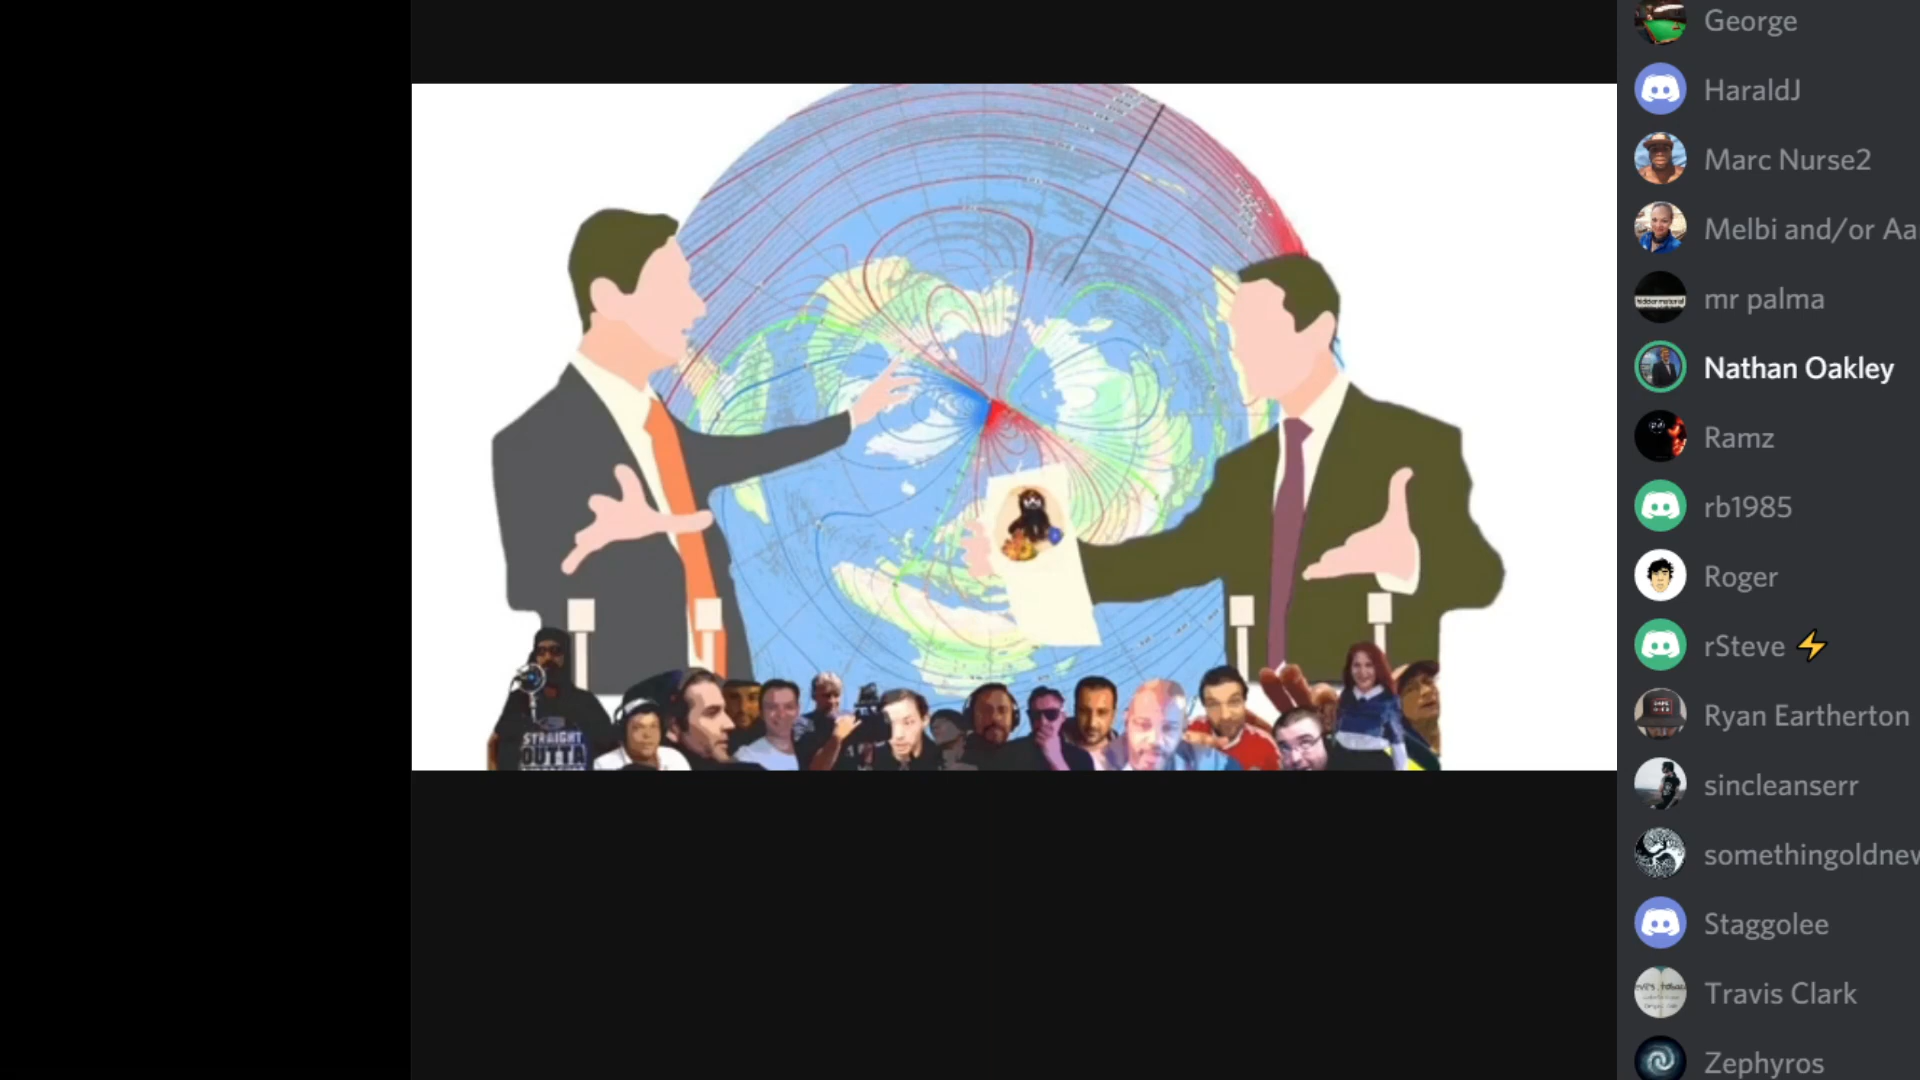 George
HaraldJ
Marc Nurse2
Melbi and/or Aa
mr palma
Nathan Oakley
Ramz
rb1985
Roger
rSteve
Ryan Eartherton
sincleanserr
somethingoldnew
Staggolee
Travis Clark
Zephyros
STRAIGHT
OUTTA